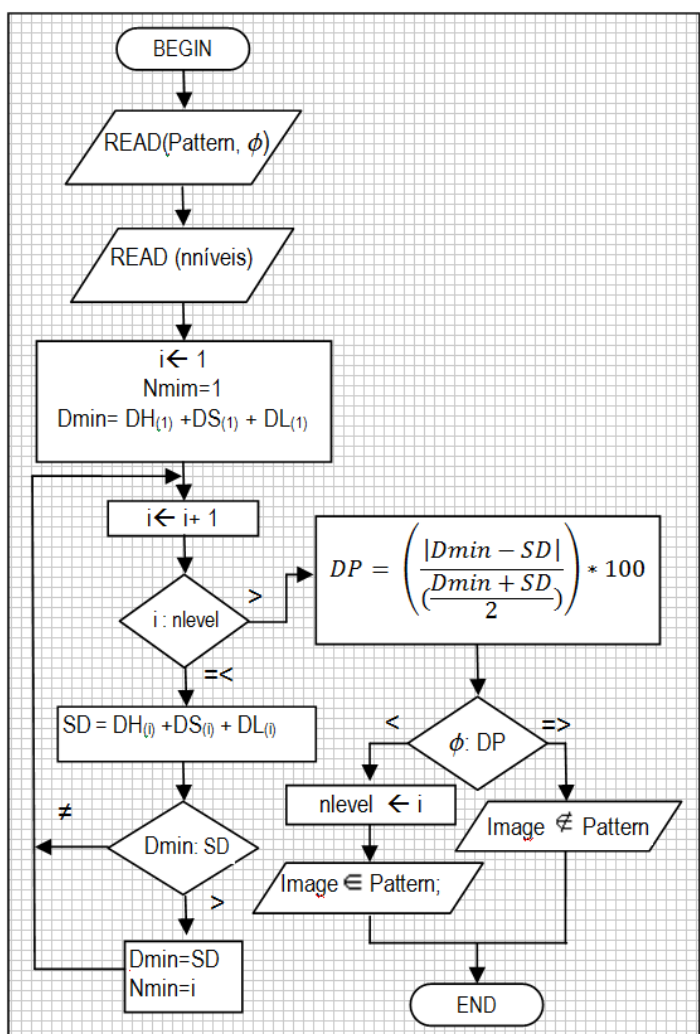 BEGIN
READ(Pattern, ϕ)
READ (nníveis)
i← 1
Nmim=1
Dmin= DH(1) +DS(1) + DL(1)
i← i+ 1
i : nlevel
>
=<
DP = (|Dmin − SD| / (Dmin + SD / 2)) * 100
SD = DH(i) +DS(i) + DL(i)
ϕ: DP
<
=>
nlevel ← i
Image ∉ Pattern
Image ∈ Pattern;
Dmin: SD
≠
>
Dmin=SD
Nmin=i
END